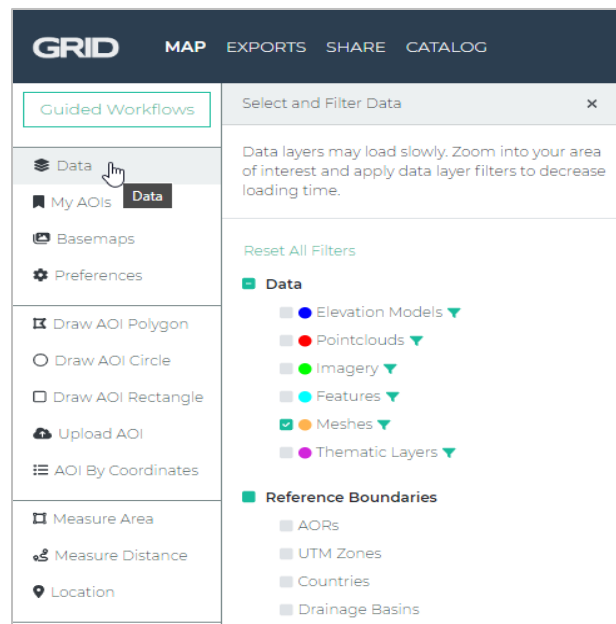 GRID MAP EXPORTS SHARE CATALOG
Guided Workflows
Data
Data
My AOIs
Basemaps
Preferences
Draw AOI Polygon
Draw AOI Circle
Draw AOI Rectangle
Upload AOI
AOI By Coordinates
Measure Area
Measure Distance
Location
Select and Filter Data
Data layers may load slowly. Zoom into your area
of interest and apply data layer filters to decrease
loading time.
Reset All Filters
Data
Elevation Models
Pointclouds
Imagery
Features
Meshes
Thematic Layers
Reference Boundaries
AORs
UTM Zones
Countries
Drainage Basins